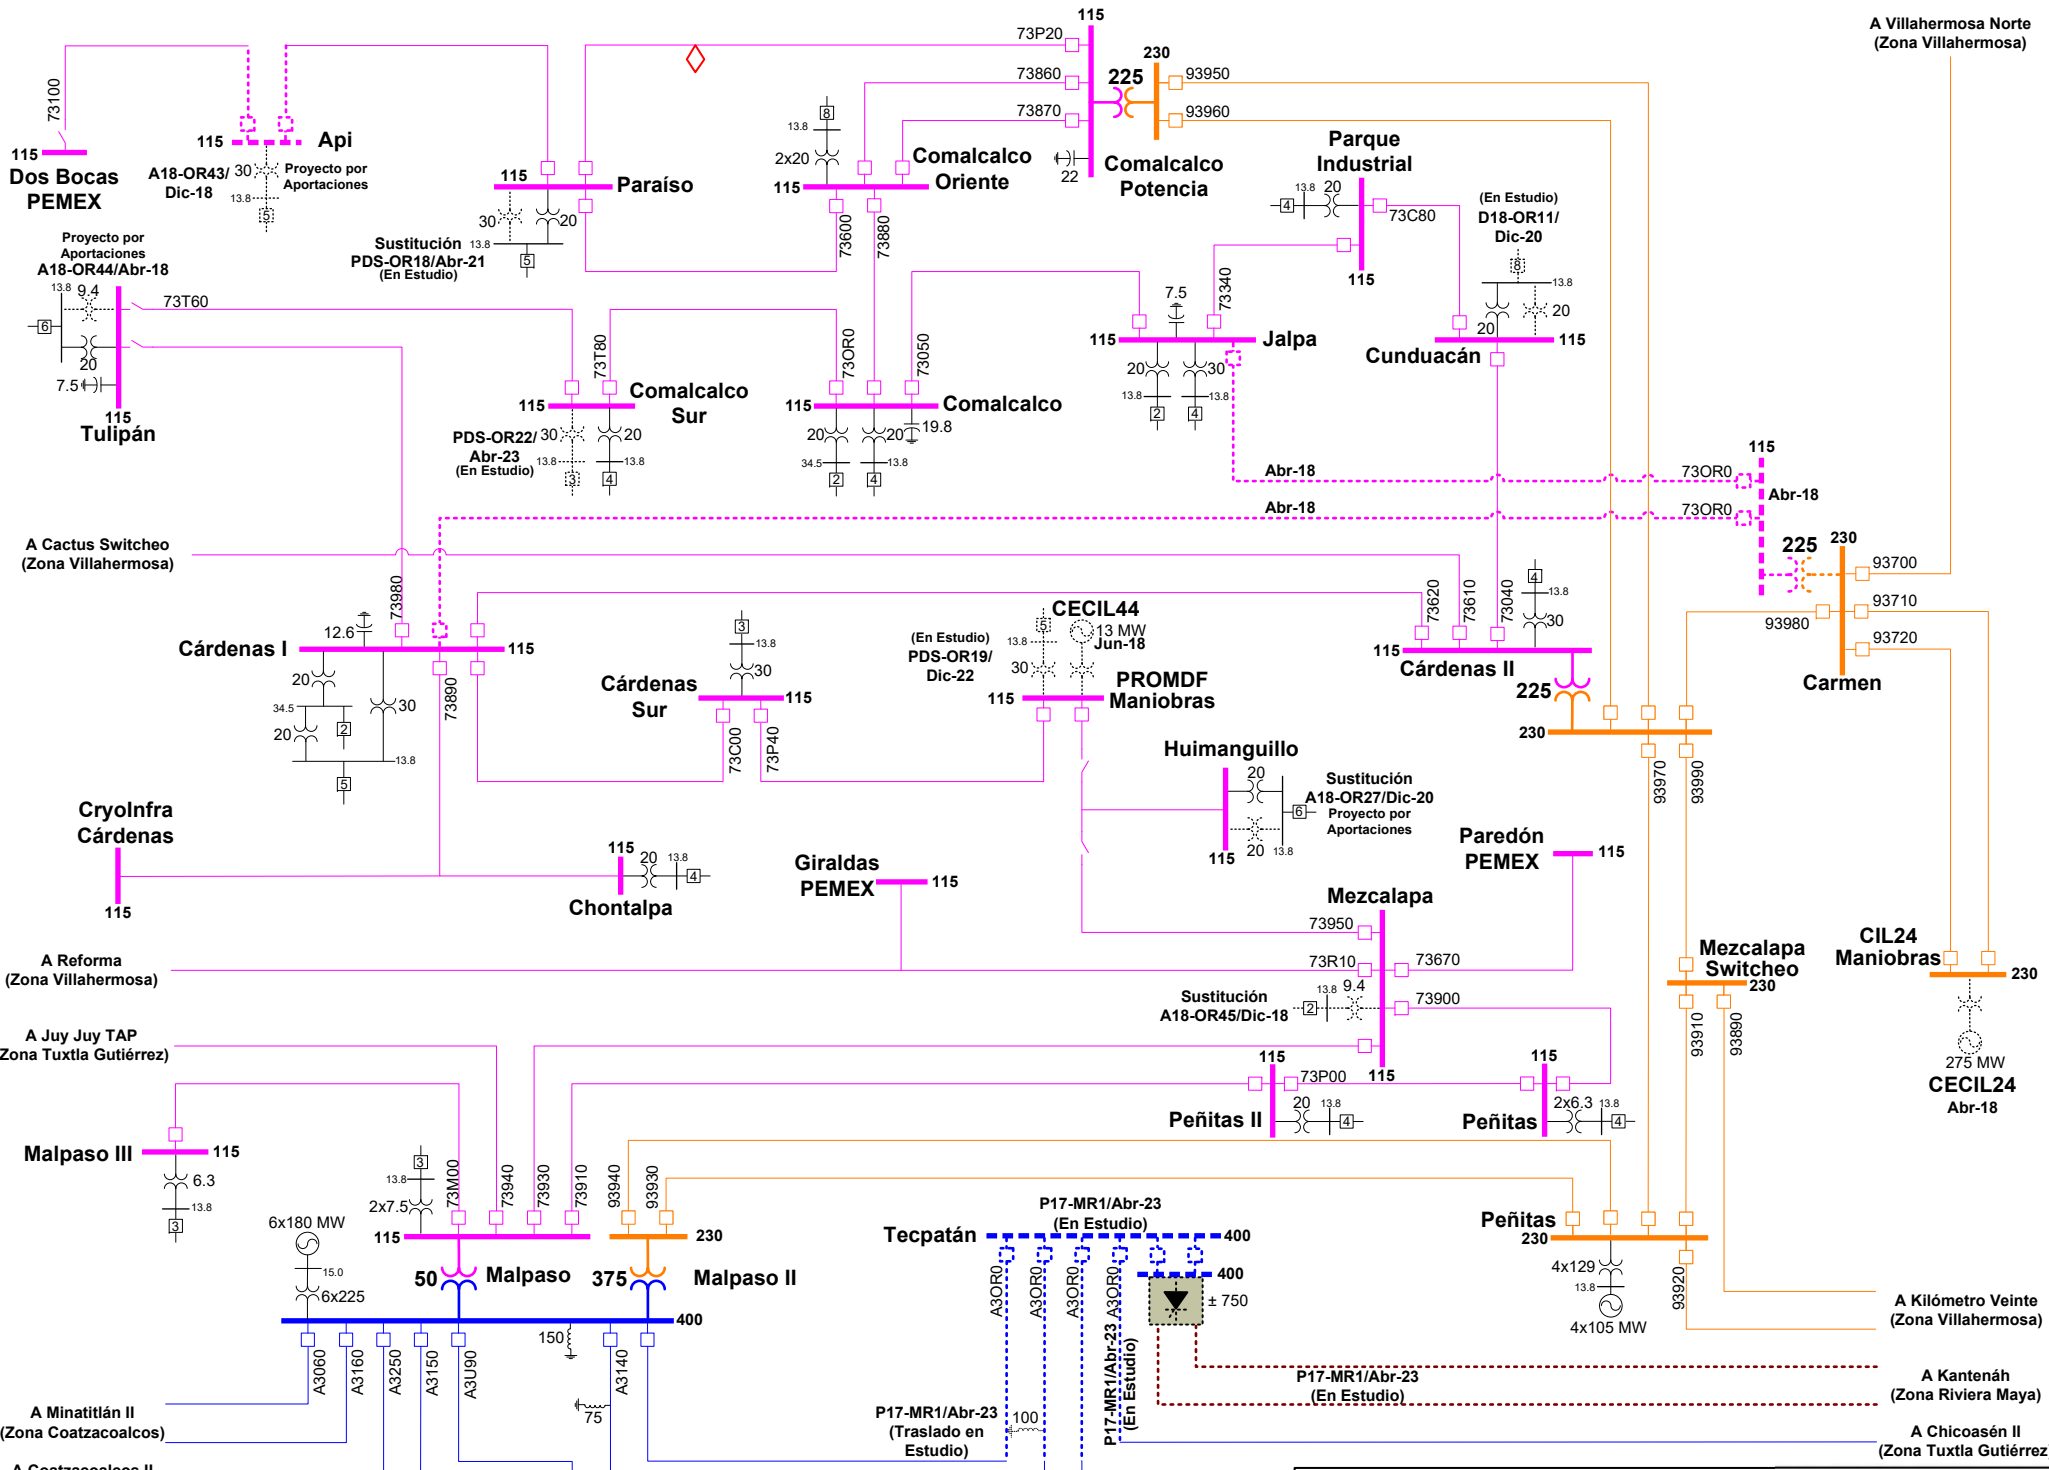 115
A Villahermosa Norte
(Zona Villahermosa)
73P20
230
73860
225
93950
73870
93960
73100
115
Api
115
Dos Bocas
PEMEX
A18-OR43/
Dic-18
30
Proyecto por
Aportaciones
13.8
5
115
Paraíso
30
20
Sustitución
PDS-OR18/Abr-21
(En Estudio)
13.8
5
8
13.8
2x20
115
Comalcalco
Oriente
22
Comalcalco
Potencia
Parque
Industrial
13.8
20
4
73C80
115
(En Estudio)
D18-OR11/
Dic-20
8
13.8
20
20
115
Cunduacán
73600
73880
Proyecto por
Aportaciones
A18-OR44/Abr-18
13.8
9.4
6
20
7.5
115
Tulipán
73T60
73T80
73OR0
73050
7.5
73340
115
Jalpa
20
30
13.8
13.8
2
4
115
Comalcalco
Sur
PDS-OR22/
Abr-23
(En Estudio)
30
20
13.8
13.8
3
4
115
Comalcalco
20
20
19.8
34.5
13.8
2
4
115
Abr-18
73OR0
Abr-18
Abr-18
73OR0
225
230
93700
93710
93980
93720
Carmen
A Cactus Switcheo
(Zona Villahermosa)
73980
12.6
Cárdenas I
115
20
30
34.5
2
20
13.8
5
73890
3
13.8
30
Cárdenas
Sur
115
73C00
73P40
(En Estudio)
PDS-OR19/
Dic-22
5
13.8
30
CECIL44
13 MW
Jun-18
115
PROMDF
Maniobras
73620
73610
73040
4
13.8
30
115
Cárdenas II
225
230
93970
93990
Huimanguillo
20
20
6
13.8
115
Sustitución
A18-OR27/Dic-20
Proyecto por
Aportaciones
CryoInfra
Cárdenas
115
115
20
13.8
4
Chontalpa
Giraldas
PEMEX
115
Paredón
PEMEX
115
Mezcalapa
73950
73R10
73670
73900
Sustitución
A18-OR45/Dic-18
13.8
9.4
2
115
A Reforma
(Zona Villahermosa)
Mezcalapa
Switcheo
230
93910
93890
CIL24
Maniobras
230
275 MW
CECIL24
Abr-18
A Juy Juy TAP
Zona Tuxtla Gutiérrez)
115
73P00
Peñitas II
20
13.8
4
115
Peñitas
2x6.3
13.8
4
Malpaso III
115
6.3
13.8
3
3
13.8
2x7.5
73M00
73940
73930
73910
93940
93930
115
230
50
Malpaso
375
Malpaso II
6x180 MW
15.0
6x225
400
150
A3060
A3160
A3250
A3150
A3U90
A3140
75
Tecpatán
P17-MR1/Abr-23
(En Estudio)
400
400
± 750
A3OR0
A3OR0
A3OR0
A3OR0
P17-MR1/Abr-23
(En Estudio)
P17-MR1/Abr-23
(Traslado en
Estudio)
100
P17-MR1/Abr-23
(En Estudio)
Peñitas
230
4x129
13.8
4x105 MW
93920
A Kilómetro Veinte
(Zona Villahermosa)
A Kantenáh
(Zona Riviera Maya)
A Chicoasén II
(Zona Tuxtla Gutiérrez)
A Minatitlán II
(Zona Coatzacoalcos)
A Coatzacoalcos II